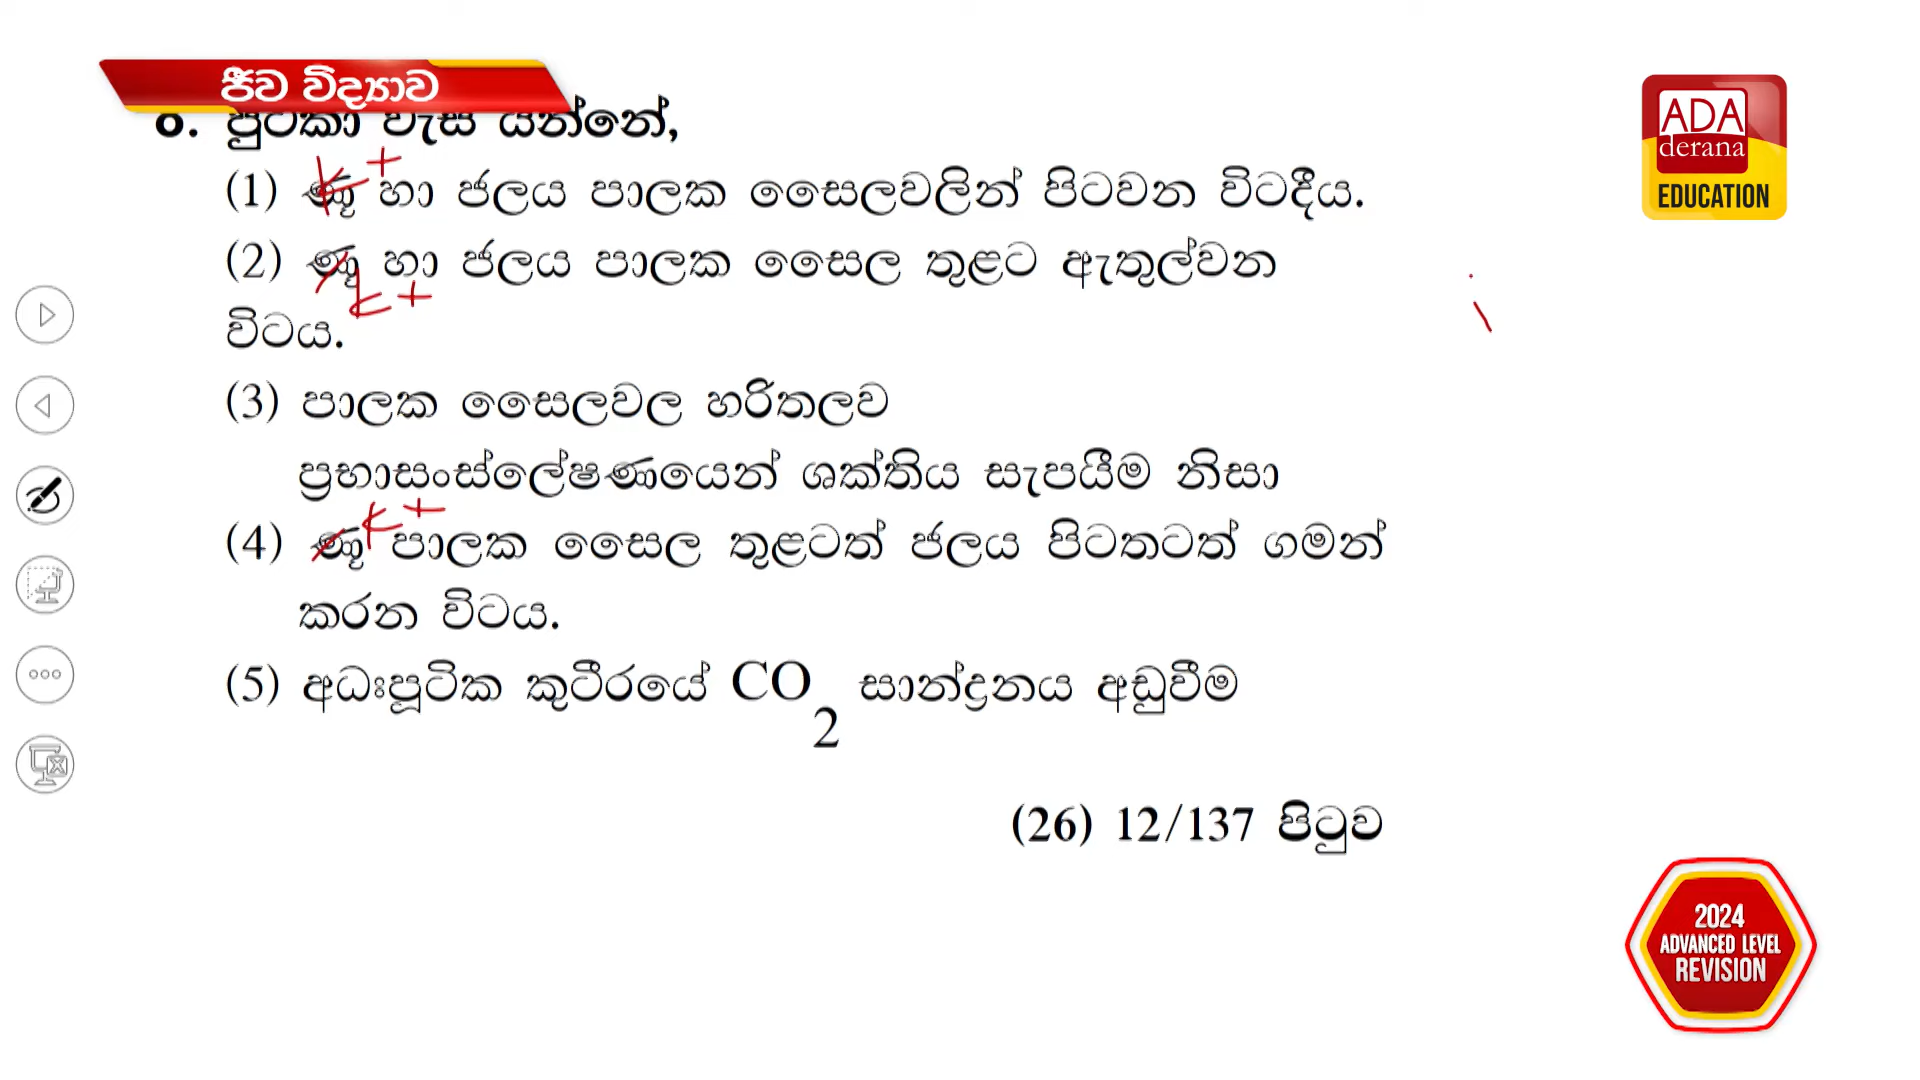 ජීව විද්‍යාව
ADA
derana
EDUCATION
පුටිකා වැසී යන්නේ,
(1) K+ හා ජලය පාලක සෛලවලින් පිටවන විටදීය.
(2) K+ හා ජලය පාලක සෛල තුළට ඇතුල්වන
විටය.
(3) පාලක සෛලවල හරිතලව
ප්‍රභාසංස්ලේෂණයෙන් ශක්තිය සැපයීම නිසා
(4) K+ පාලක සෛල තුළටත් ජලය පිටතටත් ගමන්
කරන විටය.
(5) අධඃපූටික කුටීරයේ CO2 සාන්ද්‍රනය අඩුවීම
(26) 12/137 පිටුව
2024
ADVANCED LEVEL
REVISION